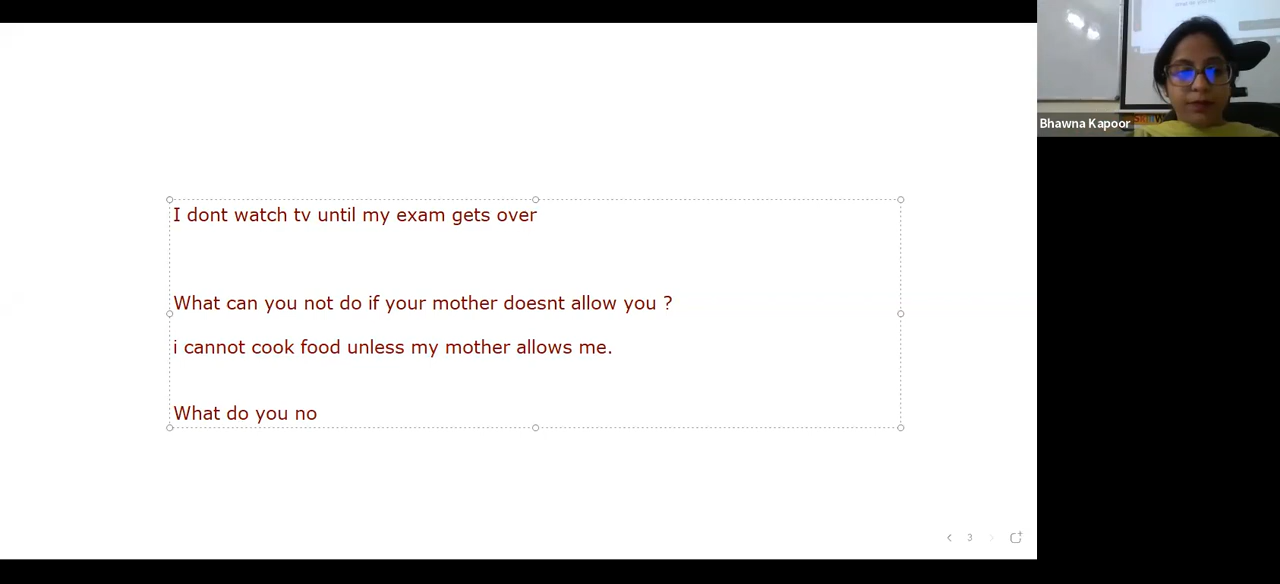 I dont watch tv until my exam gets over
What can you not do if your mother doesnt allow you ?
i cannot cook food unless my mother allows me.
What do you no
Bhawna Kapoor
3